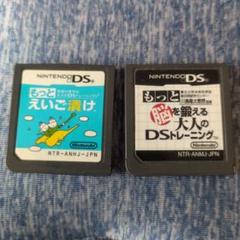 NINTENDO DS
もっと
えいご漬け
NTR-ANHJ-JPN
Nintendo
NINTENDO DS
もっと
脳を鍛える
大人の
DSトレーニング
NTR-ANMJ-JPN
Nintendo